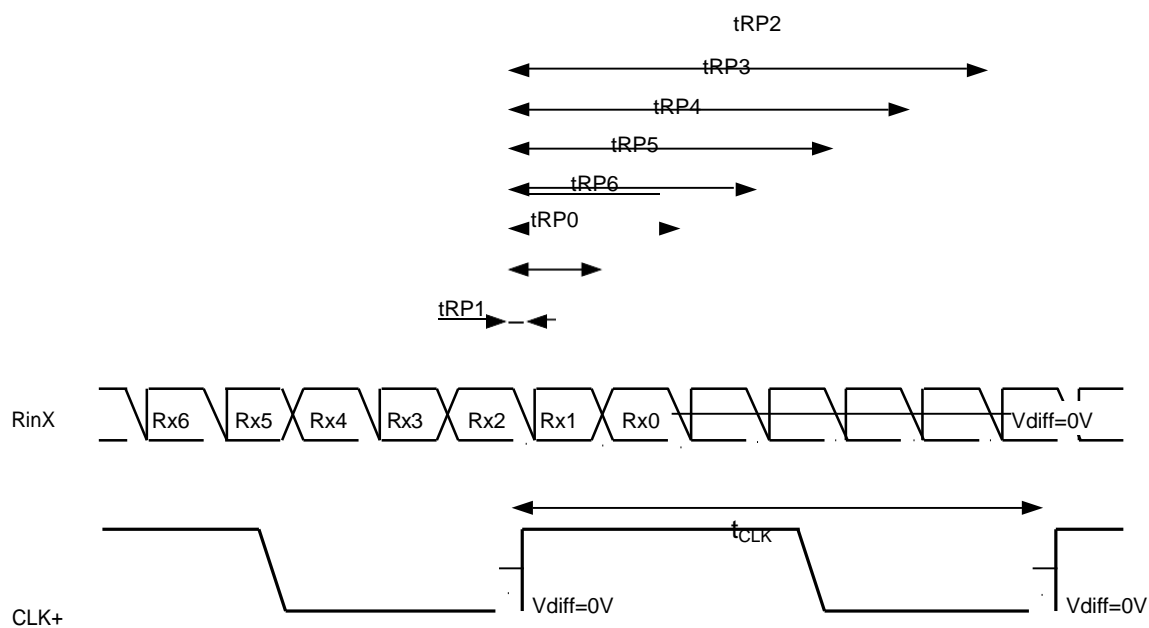 tRP2
tRP3
tRP4
tRP5
tRP6
tRP0
tRP1
RinX Rx6 Rx5 Rx4 Rx3 Rx2 Rx1 Rx0 Vdiff=0V
tCLK
Vdiff=0V Vdiff=0V
CLK+